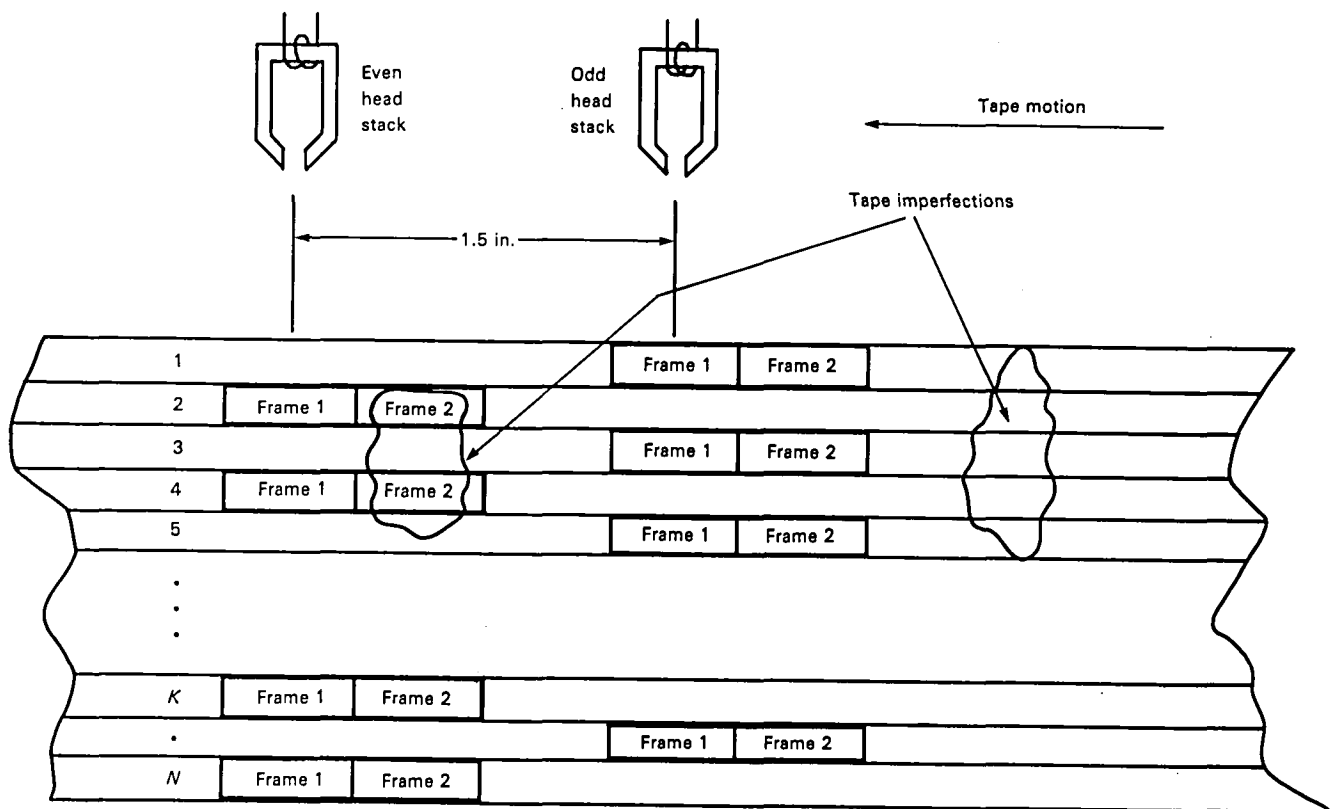 Even
head
stack
Odd
head
stack
Tape motion
Tape imperfections
1.5 in.
1 Frame 1 Frame 2
2 Frame 1 Frame 2
3 Frame 1 Frame 2
4 Frame 1 Frame 2
5 Frame 1 Frame 2
K Frame 1 Frame 2
Frame 1 Frame 2
N Frame 1 Frame 2